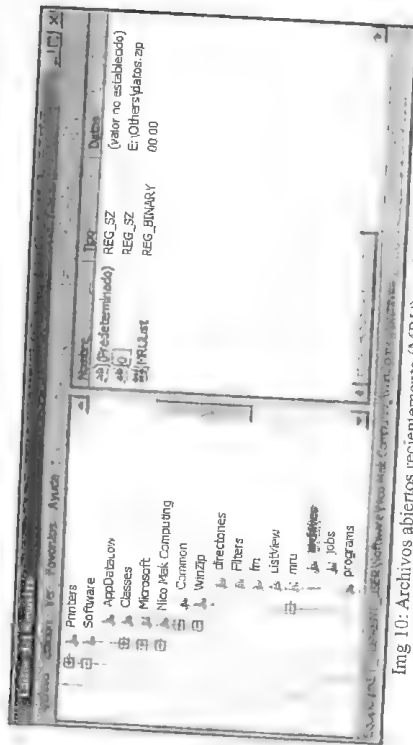 Edición Ver Favoritos Ayuda
Printers
Software
AppDataLow
Classes
Microsoft
Nico Mak Computing
Common
WinZip
directories
Filters
fm
ListView
mru
archives
jobs
programs
Nombre Tipo Datos
(Predeterminado) REG_SZ (valor no establecido)
0 REG_SZ E:\Others\datos.zip
MRUList REG_BINARY 00 00
Img 10: Archivos abiertos recientemente (MRU)